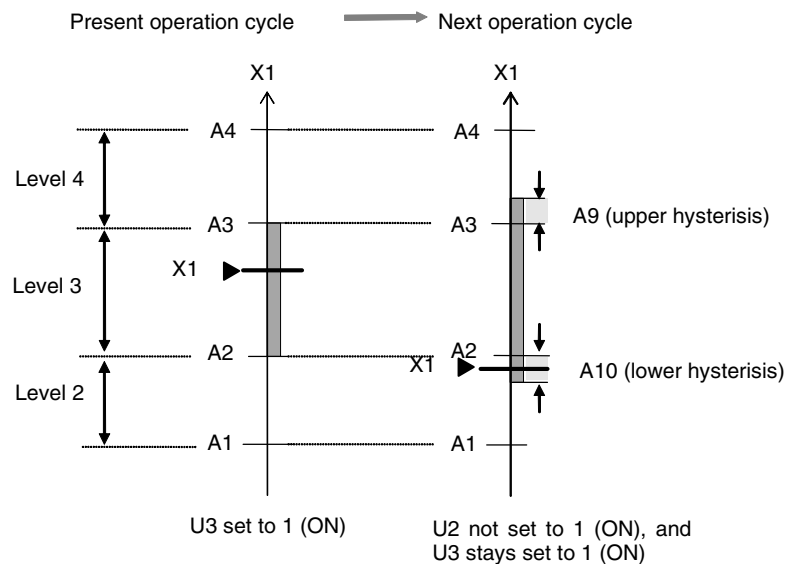 Present operation cycle
Next operation cycle
X1
X1
A4
A4
Level 4
A3
A3
A9 (upper hysterisis)
X1
Level 3
A2
A2
X1
A10 (lower hysterisis)
Level 2
A1
A1
U3 set to 1 (ON)
U2 not set to 1 (ON), and
U3 stays set to 1 (ON)